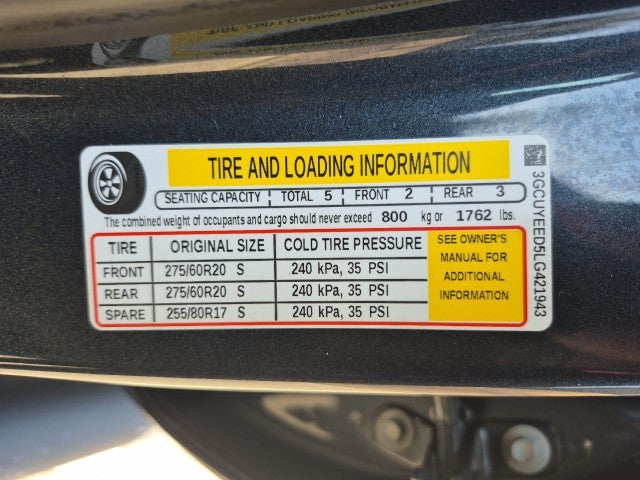 TIRE AND LOADING INFORMATION
SEATING CAPACITY TOTAL 5 FRONT 2 REAR 3
The combined weight of occupants and cargo should never exceed 800 kg or 1762 lbs.
TIRE ORIGINAL SIZE COLD TIRE PRESSURE
FRONT 275/60R20 S 240 kPa, 35 PSI
REAR 275/60R20 S 240 kPa, 35 PSI
SPARE 255/80R17 S 240 kPa, 35 PSI
SEE OWNER'S
MANUAL FOR
ADDITIONAL
INFORMATION
3GCUYEED5LG421943